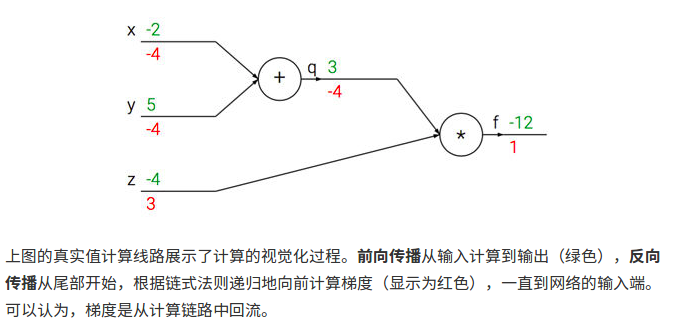 x -2
-4
+
q 3
-4
y 5
-4
*
f -12
1
z -4
3
上图的真实值计算线路展示了计算的视觉化过程。前向传播从输入计算到输出（绿色），反向
传播从尾部开始，根据链式法则递归地向前计算梯度（显示为红色），一直到网络的输入端。
可以认为，梯度是从计算链路中回流。